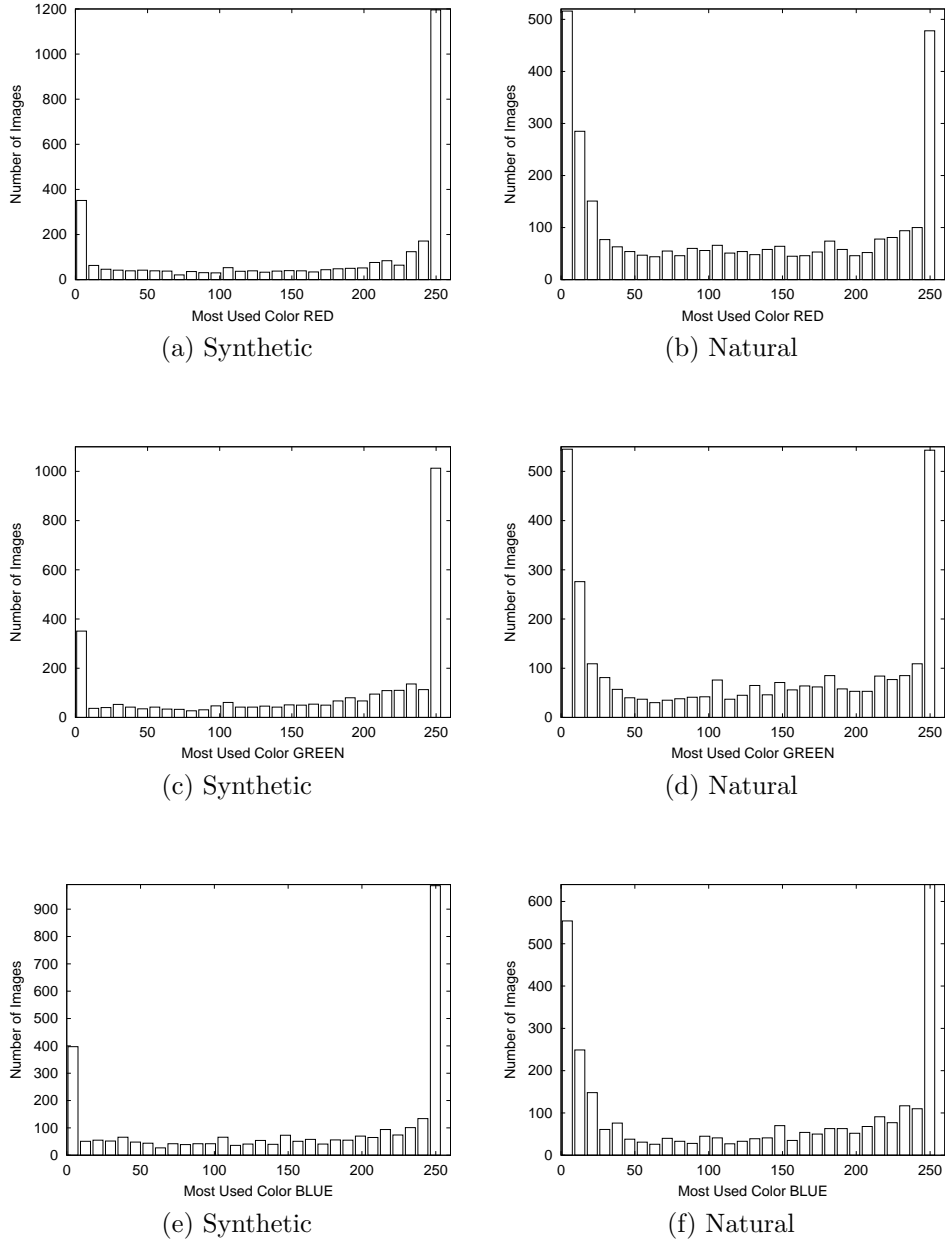 1200
1000
800
600
400
200
0
Number of Images
0 50 100 150 200 250
Most Used Color RED
(a) Synthetic
500
400
300
200
100
0
Number of Images
0 50 100 150 200 250
Most Used Color RED
(b) Natural
1000
800
600
400
200
0
Number of Images
0 50 100 150 200 250
Most Used Color GREEN
(c) Synthetic
500
400
300
200
100
0
Number of Images
0 50 100 150 200 250
Most Used Color GREEN
(d) Natural
900
800
700
600
500
400
300
200
100
0
Number of Images
0 50 100 150 200 250
Most Used Color BLUE
(e) Synthetic
600
500
400
300
200
100
0
Number of Images
0 50 100 150 200 250
Most Used Color BLUE
(f) Natural